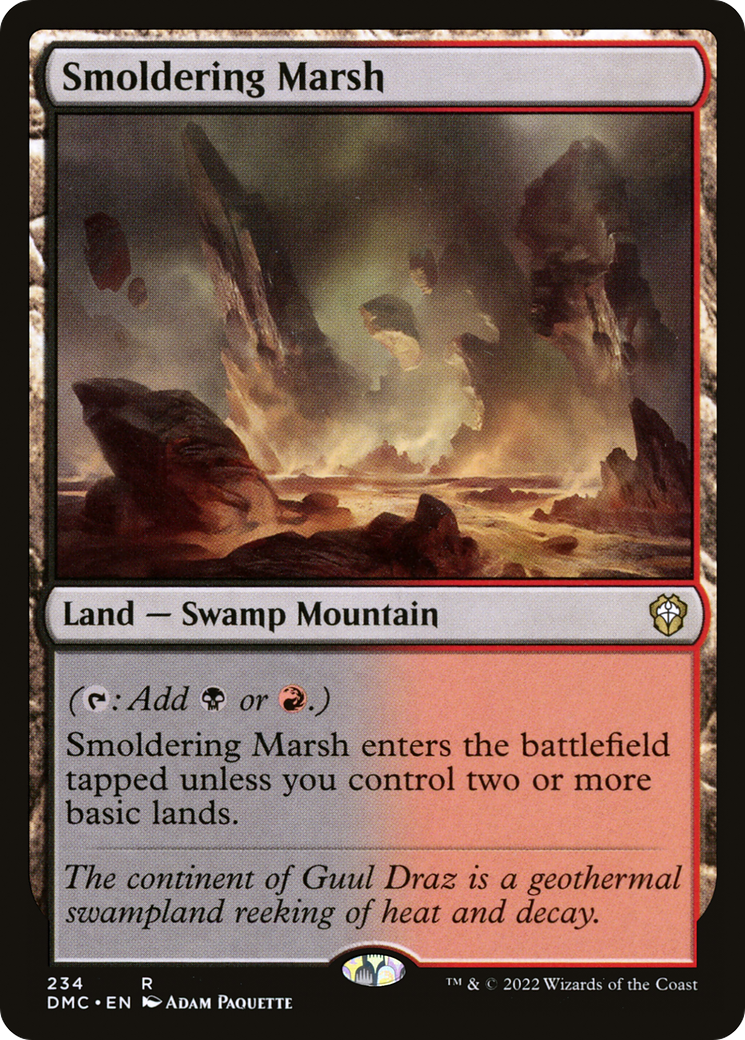 Smoldering Marsh
Land — Swamp Mountain
(: Add or .)
Smoldering Marsh enters the battlefield
tapped unless you control two or more
basic lands.
The continent of Guul Draz is a geothermal
swampland reeking of heat and decay.
234 R
DMC • EN Adam Paquette
™ & © 2022 Wizards of the Coast